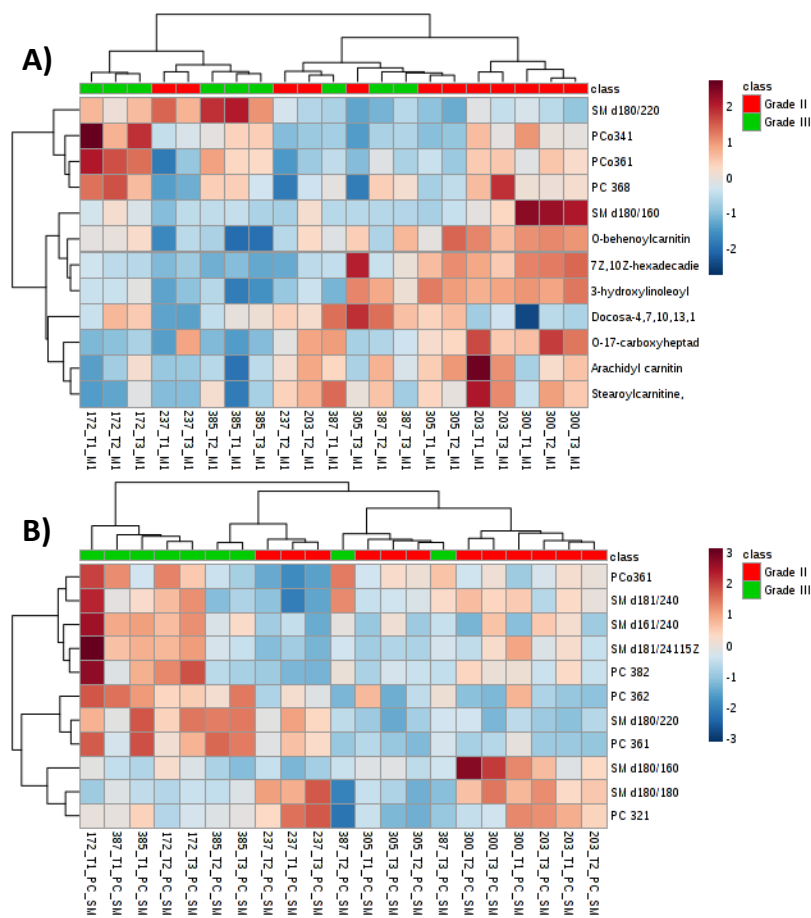 A)
class
SM d180/220
PCo341
PCo361
PC 368
SM d180/160
O-behenoylcarnitin
7Z,10Z-hexadecadie
3-hydroxylinoleoyl
Docosa-4,7,10,13,1
O-17-carboxyheptad
Arachidyl carnitin
Stearoylcarnitine,
172_T1_M1
172_T2_M1
172_T3_M1
237_T1_M1
237_T3_M1
385_T2_M1
385_T1_M1
385_T3_M1
237_T2_M1
203_T2_M1
387_T1_M1
305_T3_M1
387_T2_M1
387_T3_M1
305_T1_M1
305_T2_M1
203_T1_M1
203_T3_M1
300_T1_M1
300_T2_M1
300_T3_M1
2
1
0
-1
-2
class
Grade II
Grade III
B)
class
PCo361
SM d181/240
SM d161/240
SM d181/24115Z
PC 382
PC 362
SM d180/220
PC 361
SM d180/160
SM d180/180
PC 321
172_T1_PC_SM
387_T1_PC_SM
385_T1_PC_SM
172_T2_PC_SM
172_T3_PC_SM
385_T2_PC_SM
385_T3_PC_SM
237_T2_PC_SM
237_T1_PC_SM
237_T3_PC_SM
387_T2_PC_SM
305_T1_PC_SM
305_T3_PC_SM
305_T2_PC_SM
387_T3_PC_SM
300_T2_PC_SM
300_T3_PC_SM
300_T1_PC_SM
203_T3_PC_SM
203_T1_PC_SM
203_T2_PC_SM
3
2
1
0
-1
-2
-3
class
Grade II
Grade III